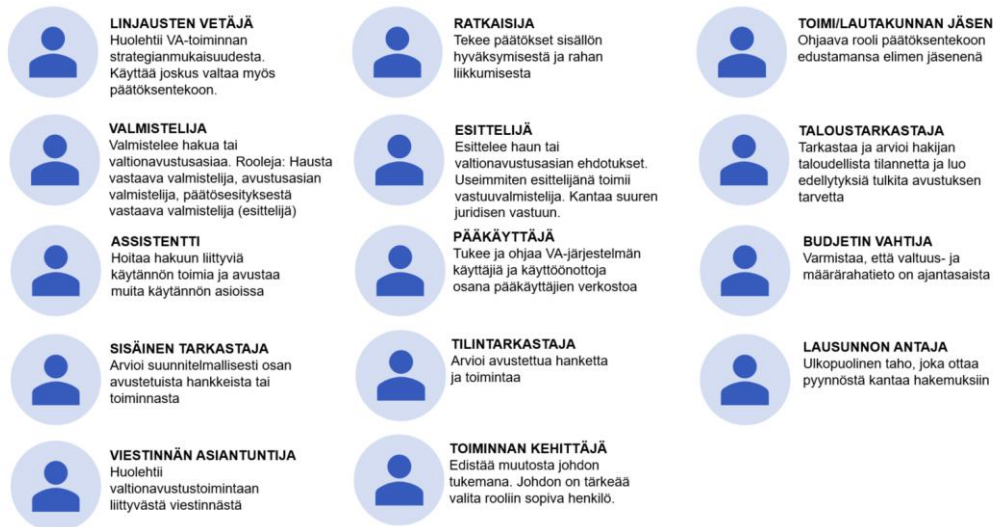 LINJAUSTEN VETÄJÄ
Huolehtii VA-toiminnan
strategianmukaisuudesta.
Käyttää joskus valtaa myös
päätöksentekoon.
RATKAISIJA
Tekee päätökset sisällön
hyväksymisestä ja rahan
liikkumisesta
TOIMI/LAUTAKUNNAN JÄSEN
Ohjaava rooli päätöksentekoon
edustamansa elimen jäsenenä
VALMISTELIJA
Valmistelee hakua tai
valtionavustusasiaa. Rooleja: Hausta
vastaava valmistelija, avustusasian
valmistelija, päätösesityksestä
vastaava valmistelija (esittelijä)
ESITTELIJÄ
Esittelee haun tai
valtionavustusasian ehdotukset.
Useimmiten esittelijänä toimii
vastuuvalmistelija. Kantaa suuren
juridisen vastuun.
TALOUSTARKASTAJA
Tarkastaa ja arvioi hakijan
taloudellista tilannetta ja luo
edellytyksiä tulkita avustuksen
tarvetta
ASSISTENTTI
Hoitaa hakuun liittyviä
käytännön toimia ja avustaa
muita käytännön asioissa
PÄÄKÄYTTÄJÄ
Tukee ja ohjaa VA-järjestelmän
käyttäjiä ja käyttöönottoja
osana pääkäyttäjien verkostoa
BUDJETIN VAHTIJA
Varmistaa, että valtuus- ja
määrärahatieto on ajantasaista
SISÄINEN TARKASTAJA
Arvioi suunnitelmallisesti osan
avustetuista hankkeista tai
toiminnasta
TILINTARKASTAJA
Arvioi avustettua hanketta
ja toimintaa
LAUSUNNON ANTAJA
Ulkopuolinen taho, joka ottaa
pyynnöstä kantaa hakemuksiin
VIESTINNÄN ASIANTUNTIJA
Huolehtii
valtionavustustoimintaan
liittyvästä viestinnästä
TOIMINNAN KEHITTÄJÄ
Edistää muutosta johdon
tukemana. Johdon on tärkeää
valita rooliin sopiva henkilö.